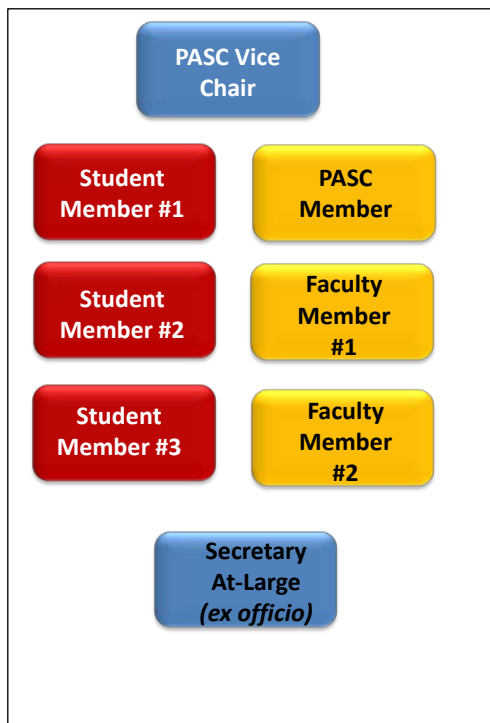 PASC Vice
Chair
Student
Member #1
PASC
Member
Student
Member #2
Faculty
Member
#1
Student
Member #3
Faculty
Member
#2
Secretary
At-Large
(ex officio)